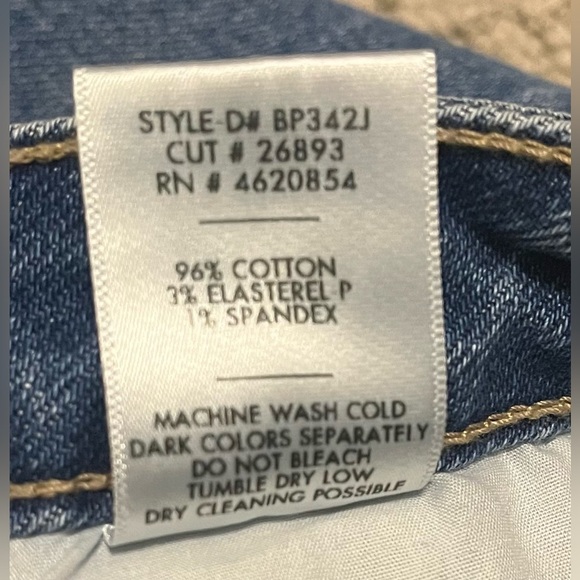 STYLE-D# BP342J
CUT # 26893
RN # 4620854
96% COTTON
3% ELASTEREL P
1% SPANDEX
MACHINE WASH COLD
DARK COLORS SEPARATELY
DO NOT BLEACH
TUMBLE DRY LOW
DRY CLEANING POSSIBLE